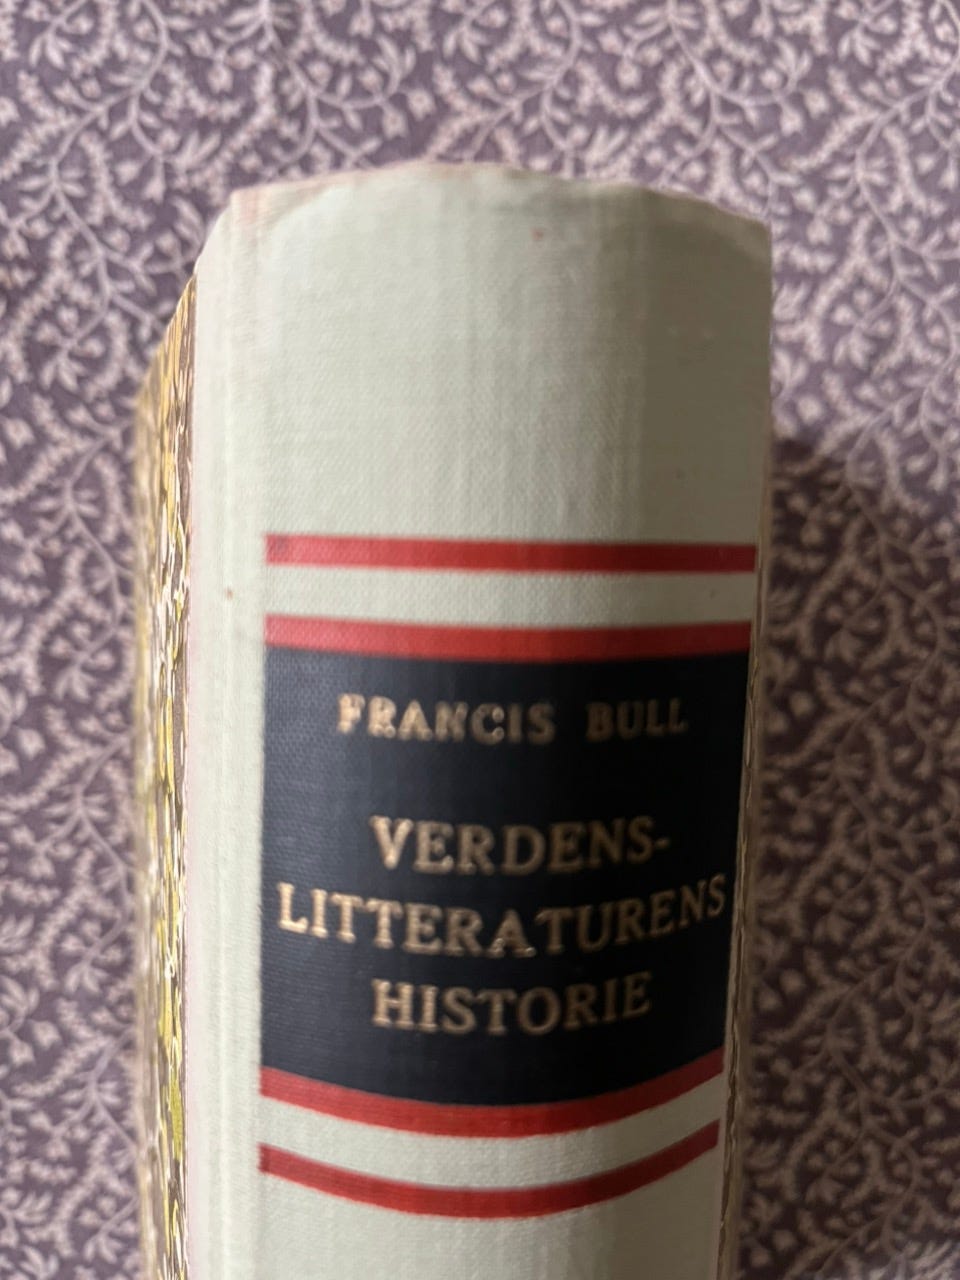 FRANCIS BULL
VERDENS-
LITTERATURENS
HISTORIE